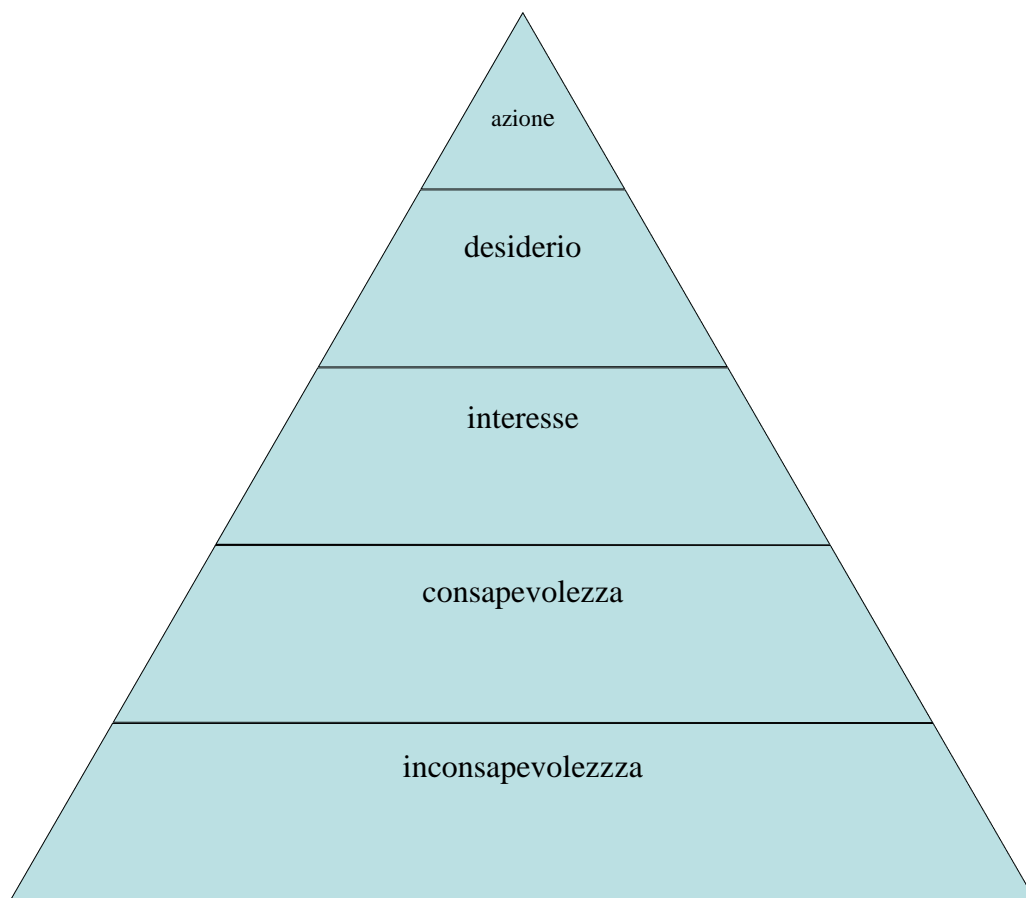 azione
desiderio
interesse
consapevolezza
inconsapevolezzza